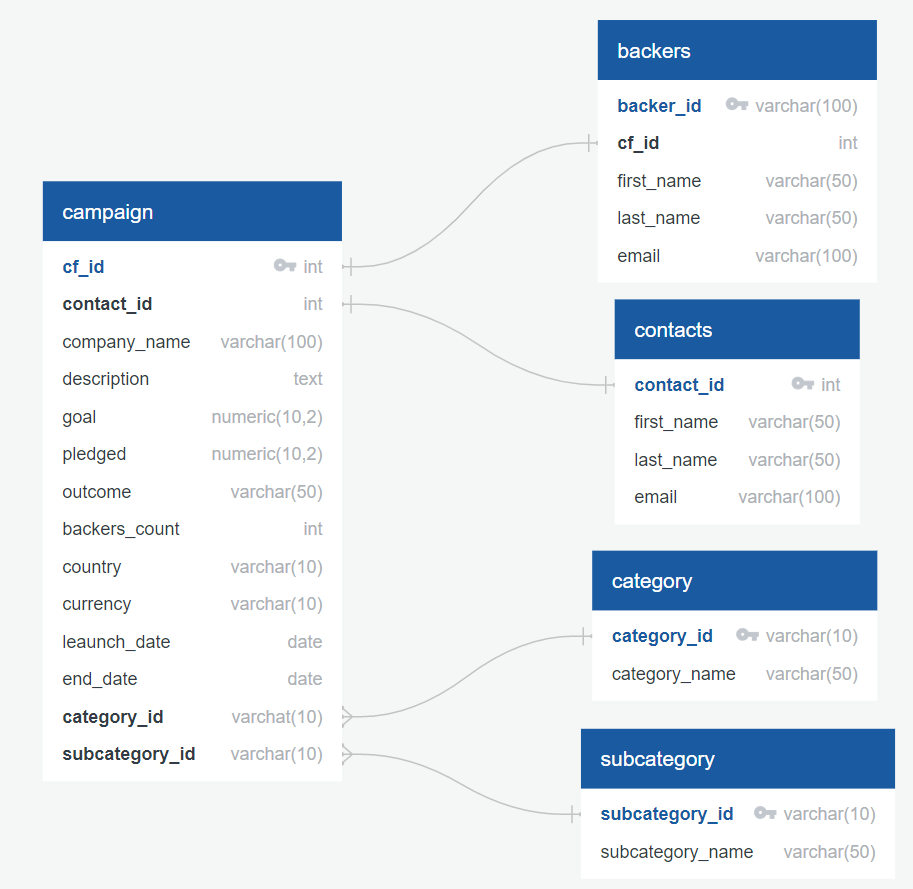 campaign
cf_id int
contact_id int
company_name varchar(100)
description text
goal numeric(10,2)
pledged numeric(10,2)
outcome varchar(50)
backers_count int
country varchar(10)
currency varchar(10)
leaunch_date date
end_date date
category_id varchat(10)
subcategory_id varchar(10)
backers
backer_id varchar(100)
cf_id int
first_name varchar(50)
last_name varchar(50)
email varchar(100)
contacts
contact_id int
first_name varchar(50)
last_name varchar(50)
email varchar(100)
category
category_id varchar(10)
category_name varchar(50)
subcategory
subcategory_id varchar(10)
subcategory_name varchar(50)